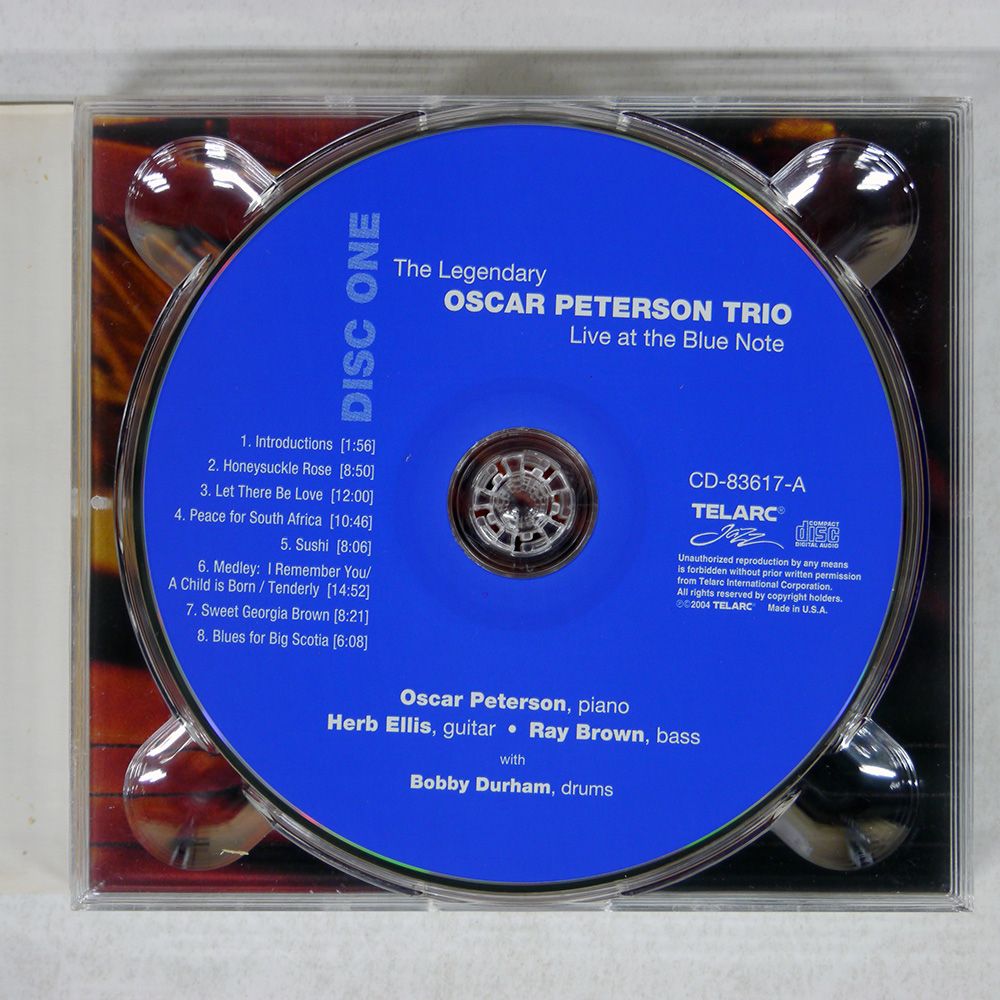 DISC ONE
The Legendary
OSCAR PETERSON TRIO
Live at the Blue Note
1. Introductions [1:56]
2. Honeysuckle Rose [8:50]
3. Let There Be Love [12:00]
4. Peace for South Africa [10:46]
5. Sushi [8:06]
6. Medley: I Remember You/
A Child is Born / Tenderly [14:52]
7. Sweet Georgia Brown [8:21]
8. Blues for Big Scotia [6:08]
CD-83617-A
TELARC®
Jazz
COMPACT
disc
DIGITAL AUDIO
Unauthorized reproduction by any means
is forbidden without prior written permission
from Telarc International Corporation.
All rights reserved by copyright holders.
℗©2004 TELARC® Made in U.S.A.
Oscar Peterson, piano
Herb Ellis, guitar • Ray Brown, bass
with
Bobby Durham, drums